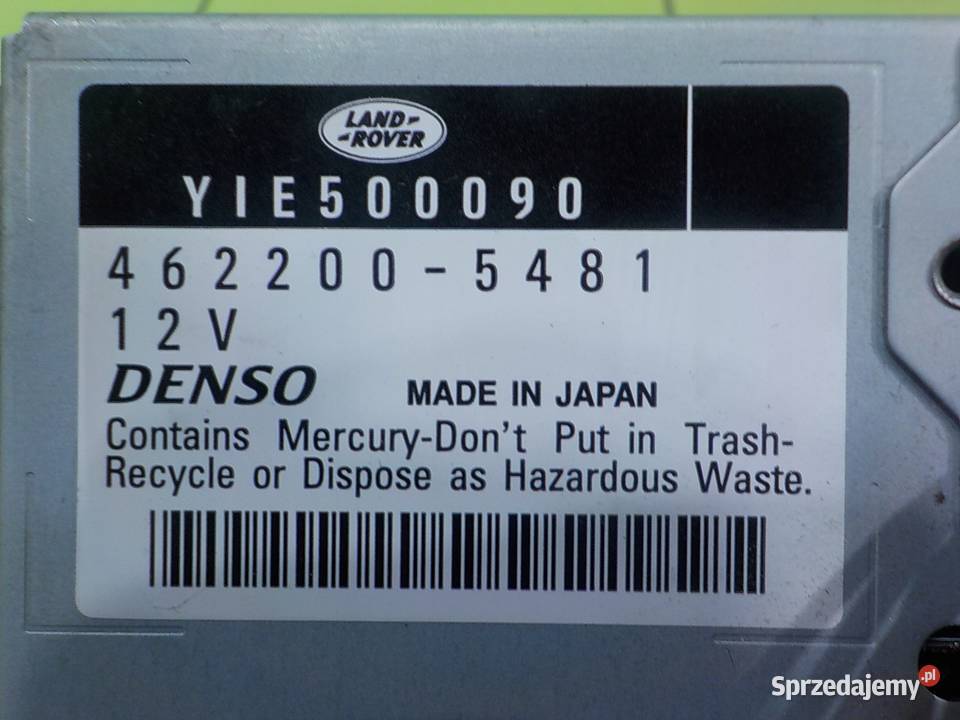 LAND-
-ROVER
YIE500090
462200-5481
12V
DENSO MADE IN JAPAN
Contains Mercury-Don't Put in Trash-
Recycle or Dispose as Hazardous Waste.
Sprzedajemy.pl